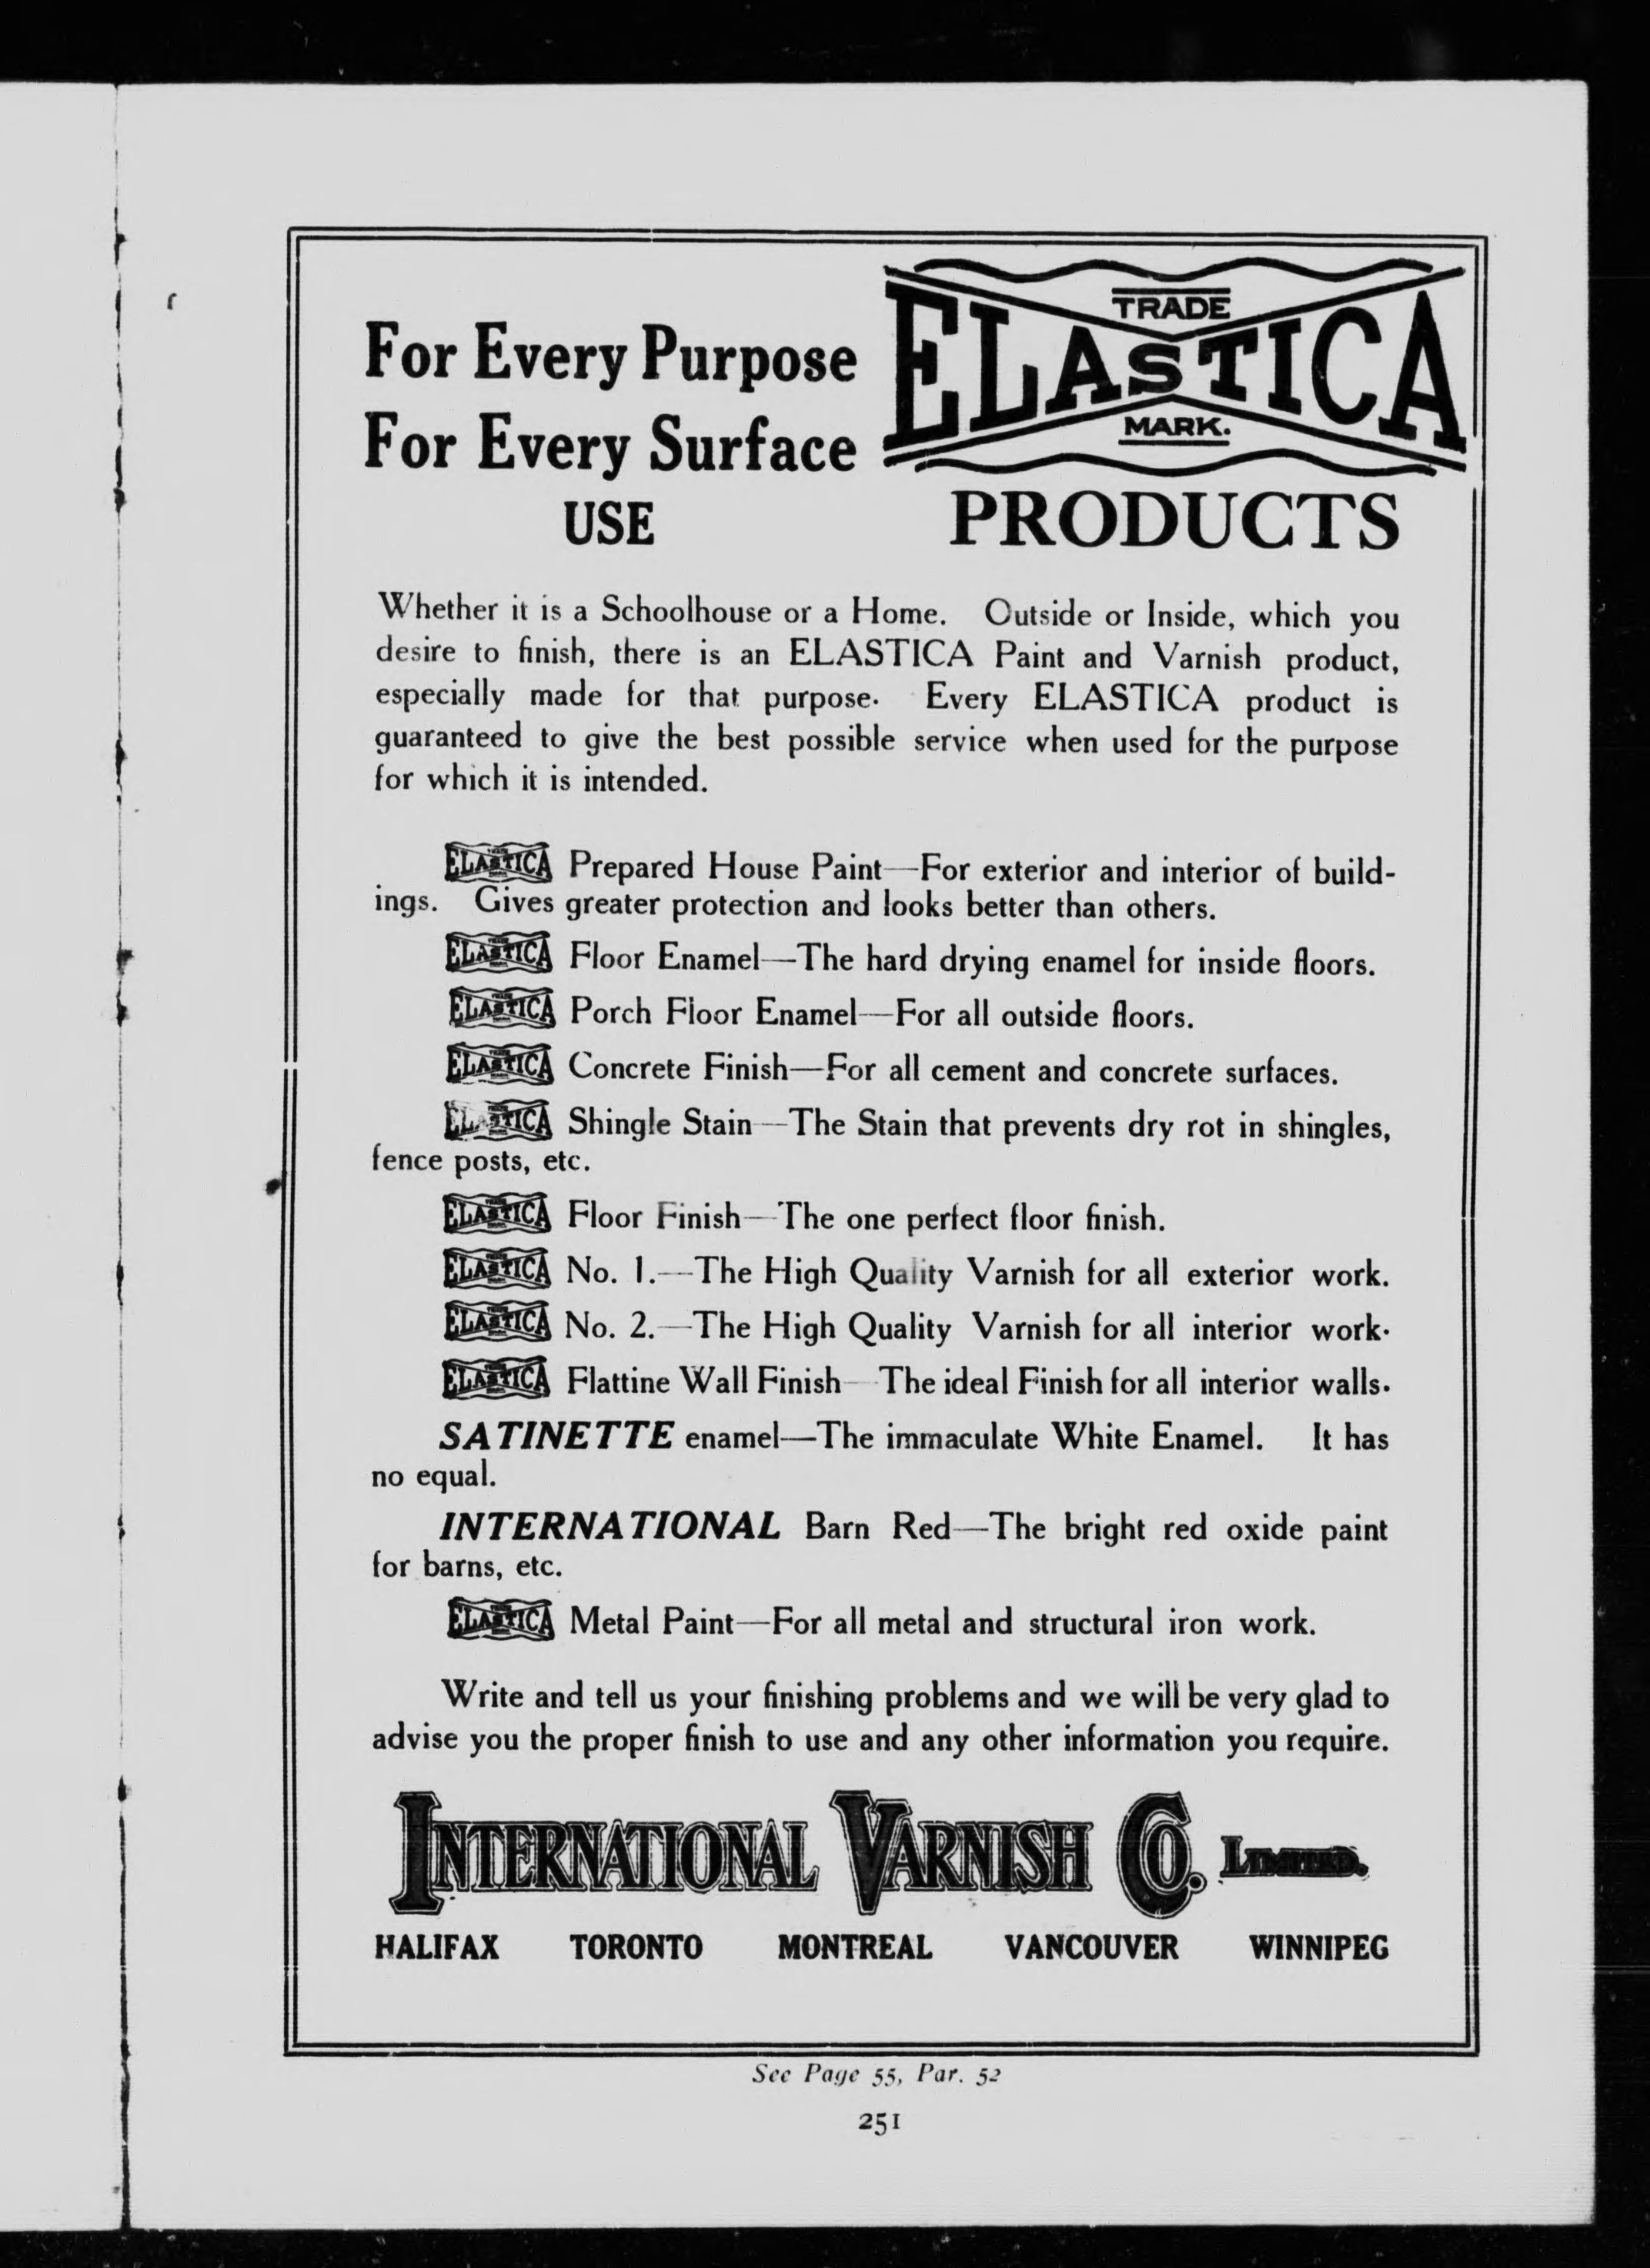 For Every Purpose
For Every Surface
USE
TRADE
ELASTICA
MARK.
PRODUCTS
Whether it is a Schoolhouse or a Home. Outside or Inside, which you
desire to finish, there is an ELASTICA Paint and Varnish product,
especially made for that purpose. Every ELASTICA product is
guaranteed to give the best possible service when used for the purpose
for which it is intended.
ELASTICA Prepared House Paint—For exterior and interior of build-
ings. Gives greater protection and looks better than others.
ELASTICA Floor Enamel—The hard drying enamel for inside floors.
ELASTICA Porch Floor Enamel—For all outside floors.
ELASTICA Concrete Finish—For all cement and concrete surfaces.
ELASTICA Shingle Stain—The Stain that prevents dry rot in shingles,
fence posts, etc.
ELASTICA Floor Finish—The one perfect floor finish.
ELASTICA No. 1.—The High Quality Varnish for all exterior work.
ELASTICA No. 2.—The High Quality Varnish for all interior work.
ELASTICA Flattine Wall Finish—The ideal Finish for all interior walls.
SATINETTE enamel—The immaculate White Enamel. It has
no equal.
INTERNATIONAL Barn Red—The bright red oxide paint
for barns, etc.
ELASTICA Metal Paint—For all metal and structural iron work.
Write and tell us your finishing problems and we will be very glad to
advise you the proper finish to use and any other information you require.
INTERNATIONAL VARNISH CO. LIMITED.
HALIFAX TORONTO MONTREAL VANCOUVER WINNIPEG
See Page 55, Par. 52
251